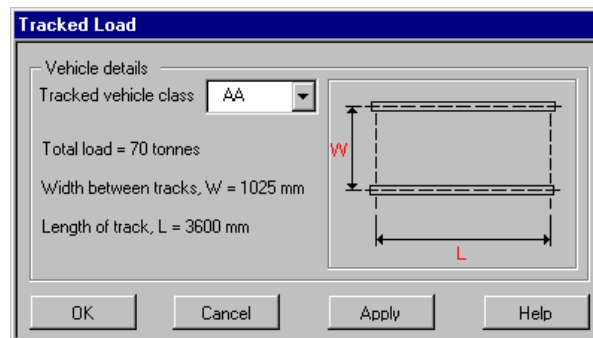 Tracked Load
Vehicle details
Tracked vehicle class AA
Total load = 70 tonnes
Width between tracks, W = 1025 mm
Length of track, L = 3600 mm
W
L
OK Cancel Apply Help